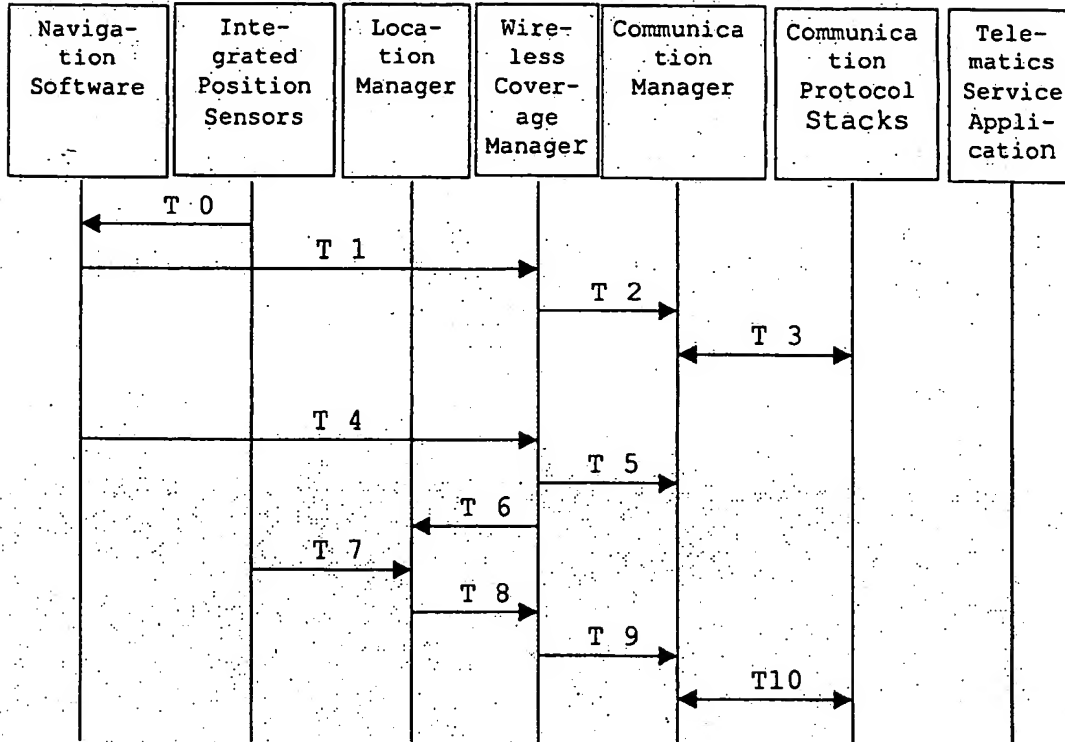 Naviga-
tion
Software
Inte-
grated
Position
Sensors
Loca-
tion
Manager
Wire-
less
Cover-
age
Manager
Communica
tion
Manager
Communica
tion
Protocol
Stacks
Tele-
matics
Service
Appli-
cation
T 0
T 1
T 2
T 3
T 4
T 5
T 6
T 7
T 8
T 9
T10